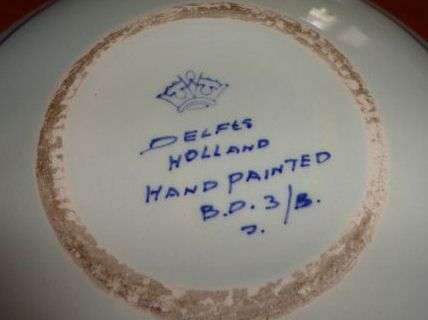 DELFTS
HOLLAND
HAND PAINTED
B.D. 3/B.
J.